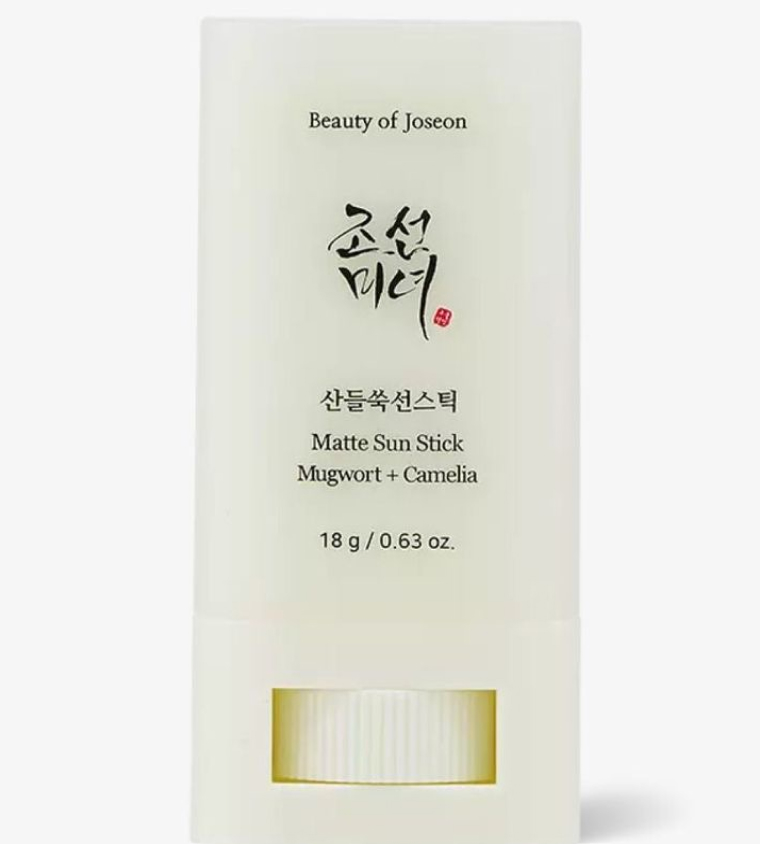 Beauty of Joseon
조선
미녀
산들쑥선스틱
Matte Sun Stick
Mugwort + Camelia
18 g / 0.63 oz.